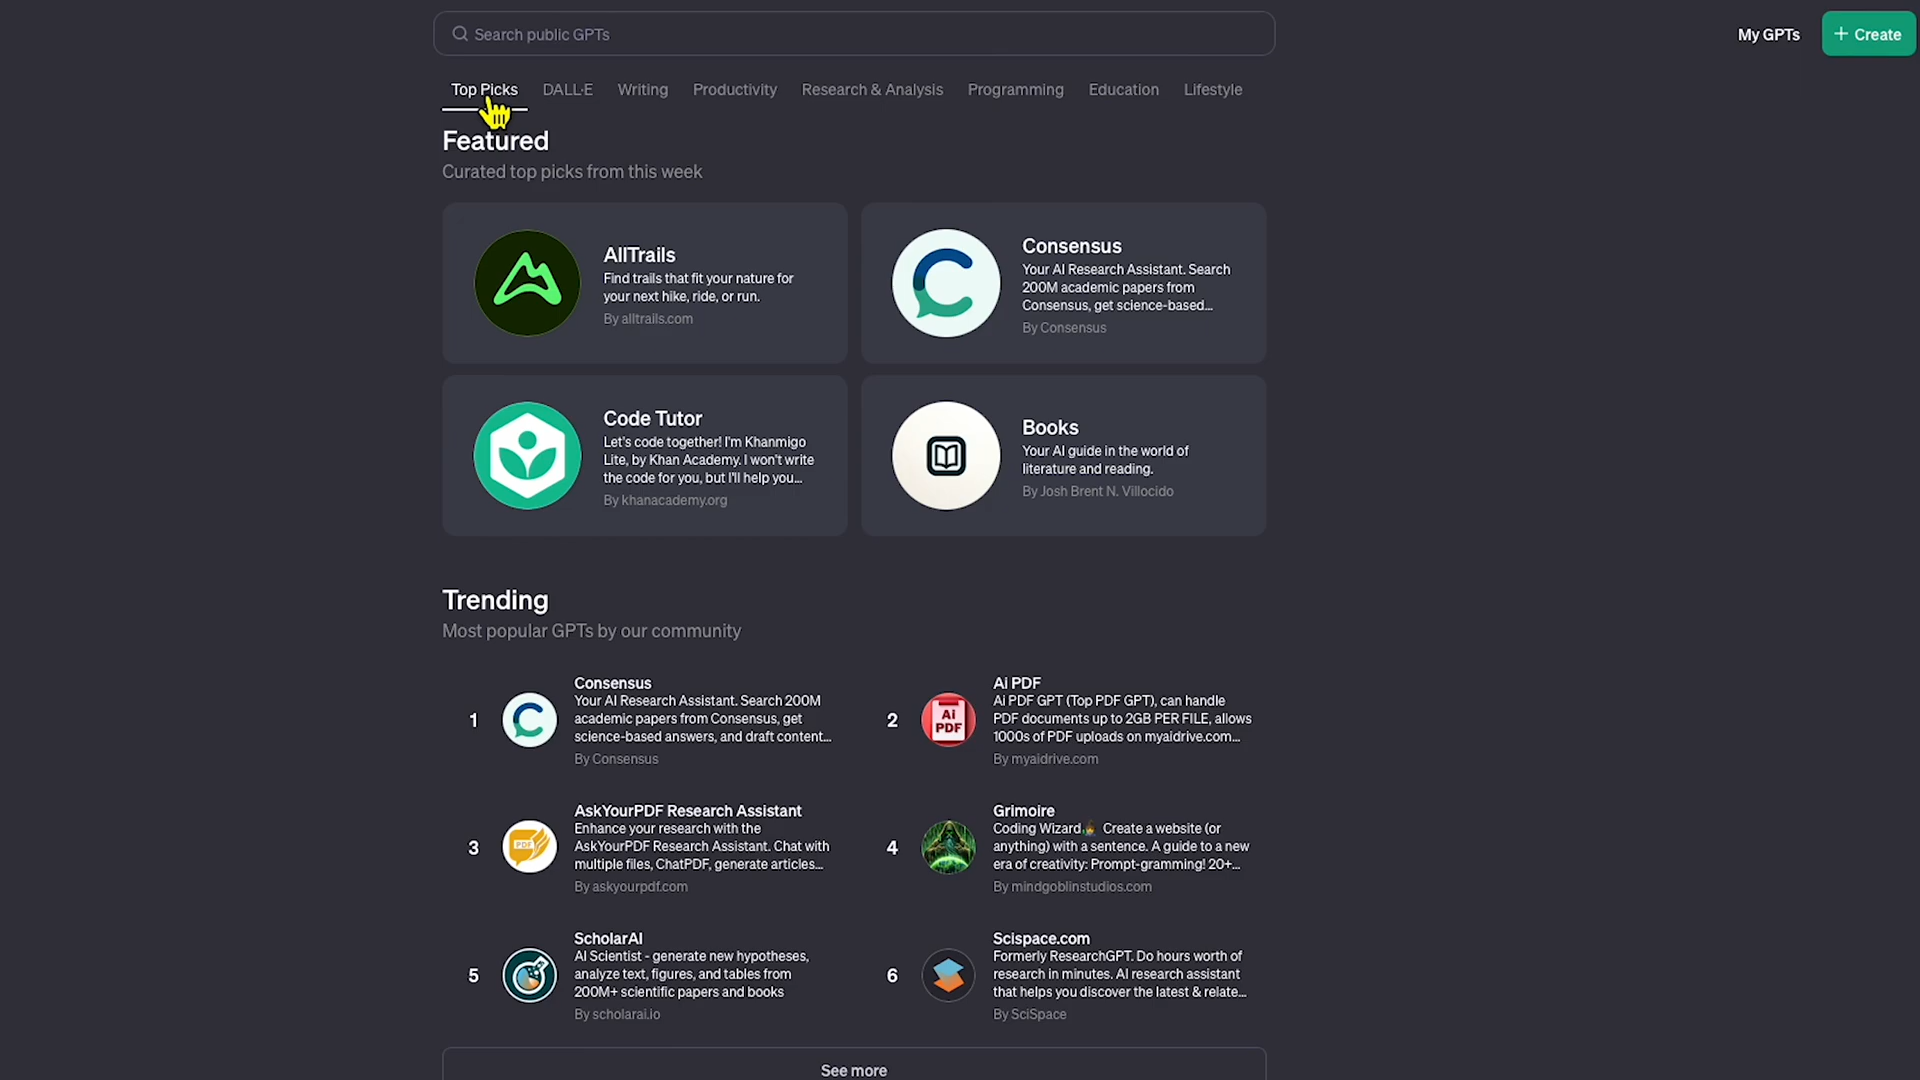 Search public GPTs
My GPTs
+ Create
Top Picks
DALL·E
Writing
Productivity
Research & Analysis
Programming
Education
Lifestyle
Featured
Curated top picks from this week
AllTrails
Find trails that fit your nature for
your next hike, ride, or run.
By alltrails.com
Consensus
Your AI Research Assistant. Search
200M academic papers from
Consensus, get science-based...
By Consensus
Code Tutor
Let's code together! I'm Khanmigo
Lite, by Khan Academy. I won't write
the code for you, but I'll help you...
By khanacademy.org
Books
Your AI guide in the world of
literature and reading.
By Josh Brent N. Villocido
Trending
Most popular GPTs by our community
1
Consensus
Your AI Research Assistant. Search 200M
academic papers from Consensus, get
science-based answers, and draft content...
By Consensus
2
Ai
PDF
Ai PDF
Ai PDF GPT (Top PDF GPT), can handle
PDF documents up to 2GB PER FILE, allows
1000s of PDF uploads on myaidrive.com...
By myaidrive.com
3
PDF
AskYourPDF Research Assistant
Enhance your research with the
AskYourPDF Research Assistant. Chat with
multiple files, ChatPDF, generate articles...
By askyourpdf.com
4
Grimoire
Coding Wizard🧙 Create a website (or
anything) with a sentence. A guide to a new
era of creativity: Prompt-gramming! 20+...
By mindgoblinstudios.com
5
ScholarAI
AI Scientist - generate new hypotheses,
analyze text, figures, and tables from
200M+ scientific papers and books
By scholarai.io
6
Scispace.com
Formerly ResearchGPT. Do hours worth of
research in minutes. AI research assistant
that helps you discover the latest & relate...
By SciSpace
See more